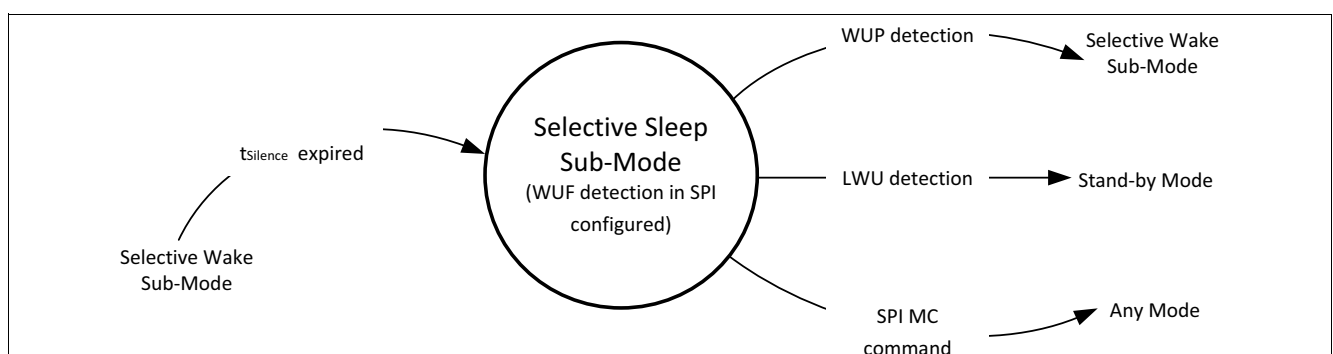 WUP detection
Selective Wake
Sub-Mode
Selective Sleep
Sub-Mode
(WUF detection in SPI
configured)
tSilence expired
LWU detection
Stand-by Mode
Selective Wake
Sub-Mode
SPI MC
command
Any Mode